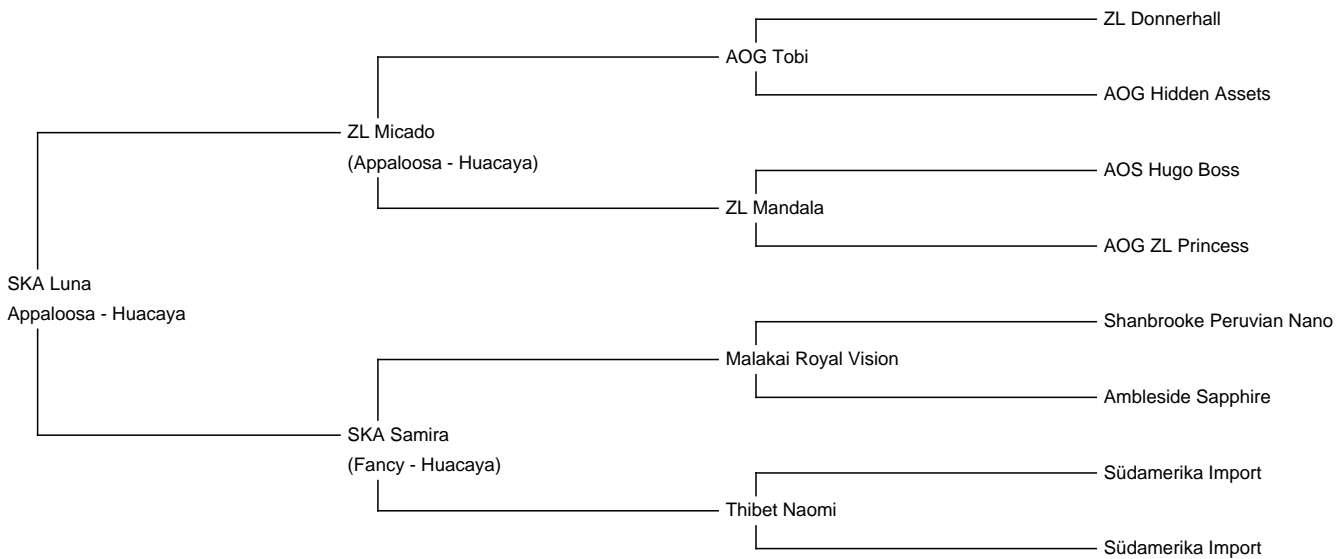 ZL Donnerhall
AOG Tobi
AOG Hidden Assets
ZL Micado
(Appaloosa - Huacaya)
AOS Hugo Boss
ZL Mandala
AOG ZL Princess
SKA Luna
Appaloosa - Huacaya
Shanbrooke Peruvian Nano
Malakai Royal Vision
Ambleside Sapphire
SKA Samira
(Fancy - Huacaya)
Südamerika Import
Thibet Naomi
Südamerika Import